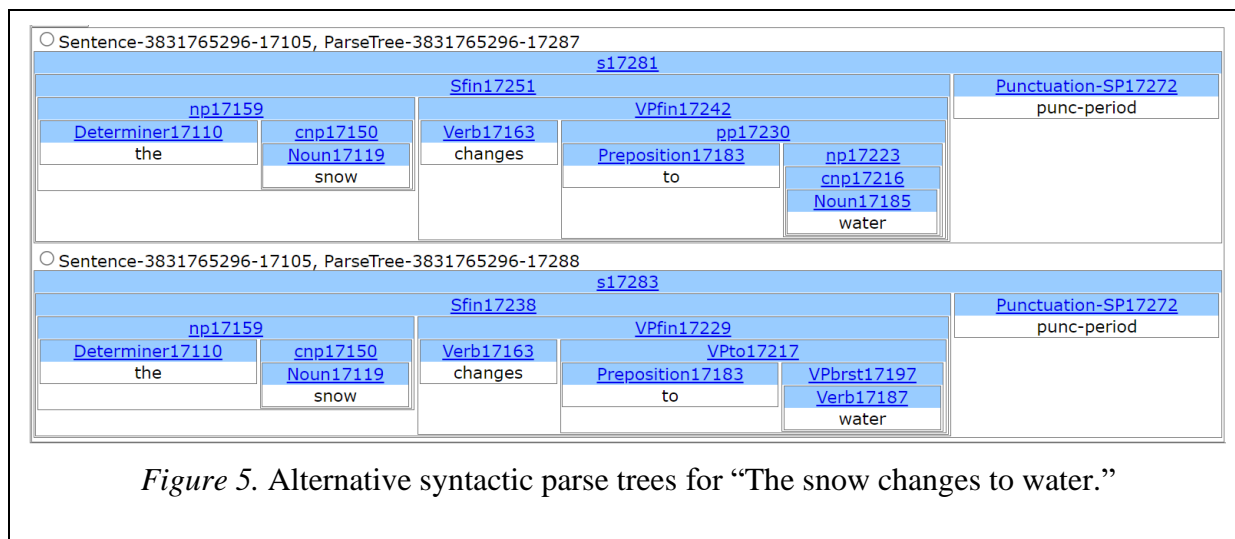 Sentence-3831765296-17105, ParseTree-3831765296-17287
s17281
Sfin17251 Punctuation-SP17272
np17159 VPfin17242 punc-period
Determiner17110 cnp17150 Verb17163 pp17230
the Noun17119 changes Preposition17183 np17223
snow to cnp17216
Noun17185
water
Sentence-3831765296-17105, ParseTree-3831765296-17288
s17283
Sfin17238 Punctuation-SP17272
np17159 VPfin17229 punc-period
Determiner17110 cnp17150 Verb17163 VPto17217
the Noun17119 changes Preposition17183 VPbrst17197
snow to Verb17187
water
Figure 5. Alternative syntactic parse trees for “The snow changes to water.”